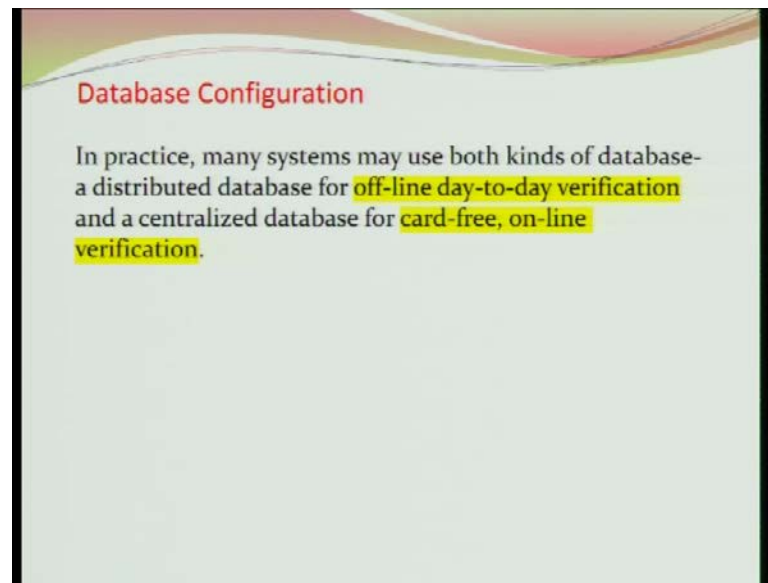 Database Configuration
In practice, many systems may use both kinds of database-
a distributed database for off-line day-to-day verification
and a centralized database for card-free, on-line
verification.